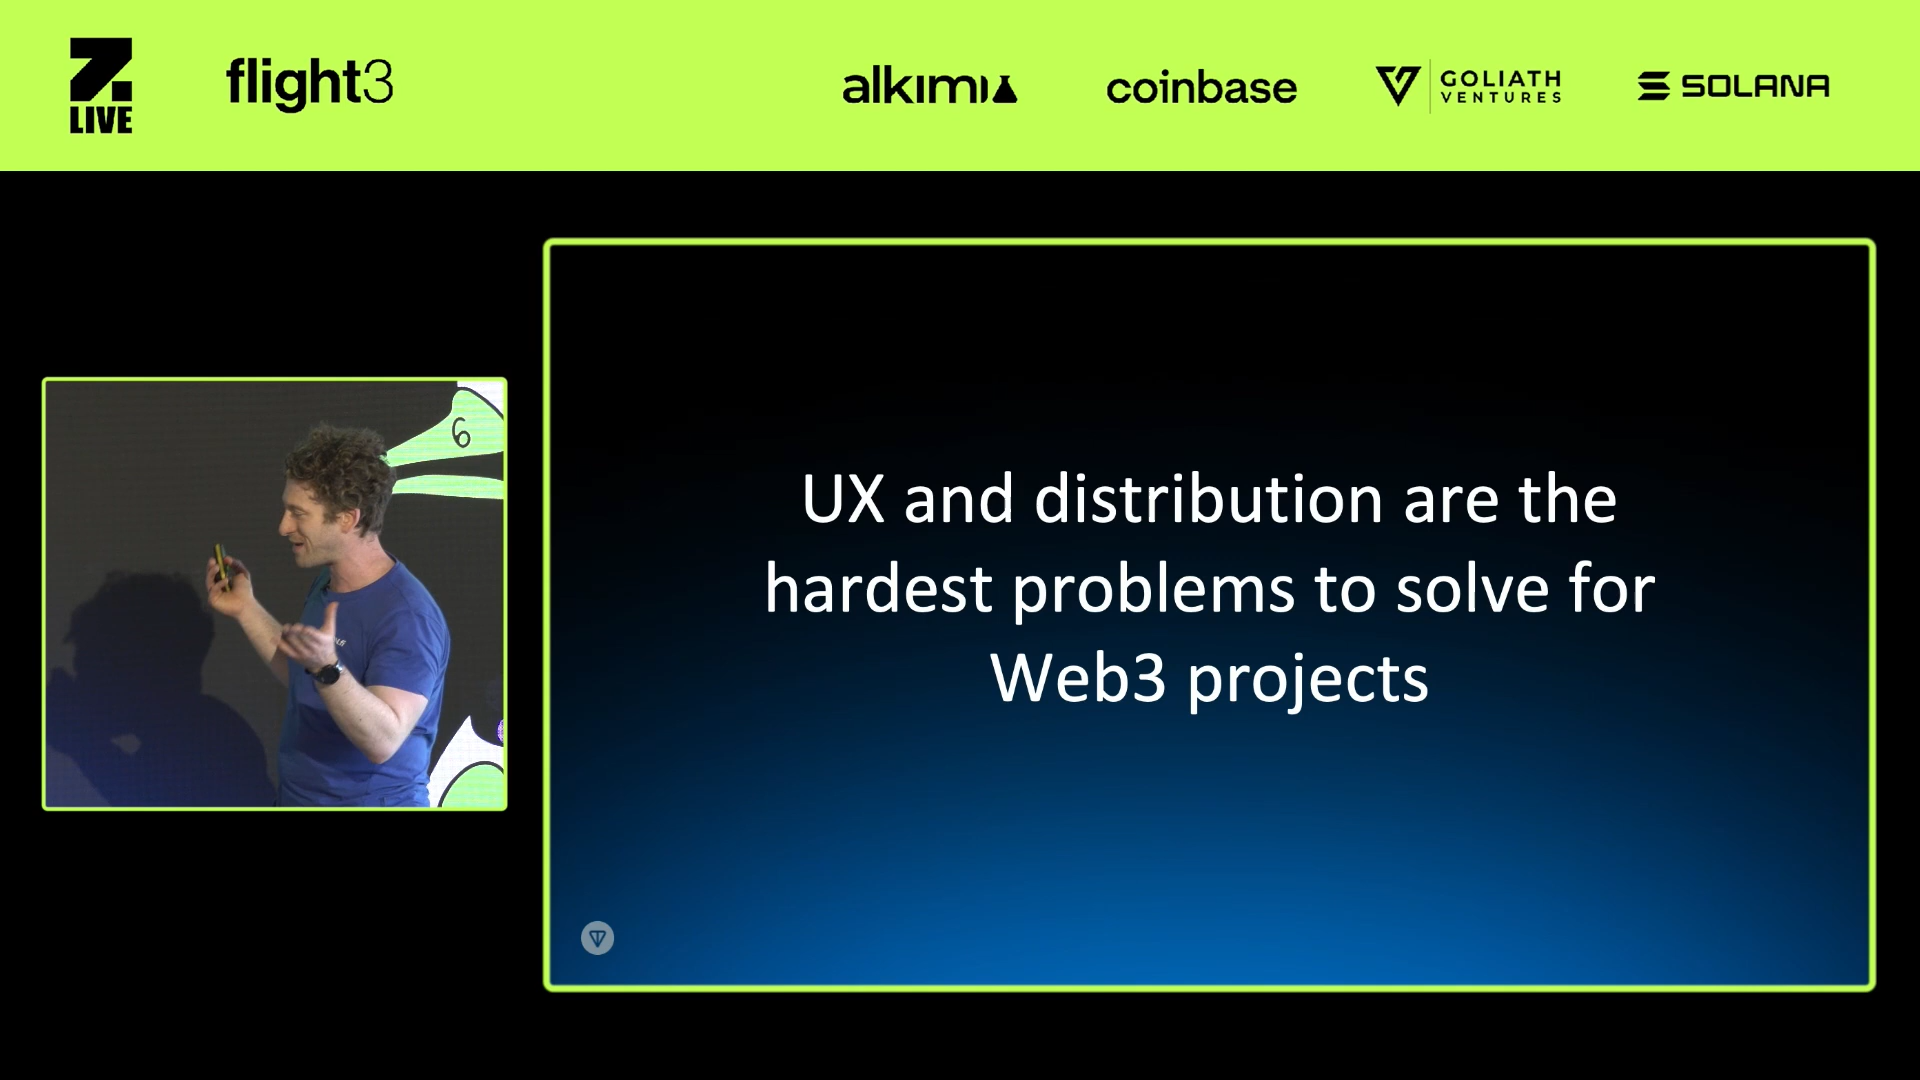 Z
LIVE
flight3
alkimi
coinbase
GOLIATH
VENTURES
SOLANA
6
UX and distribution are the
hardest problems to solve for
Web3 projects